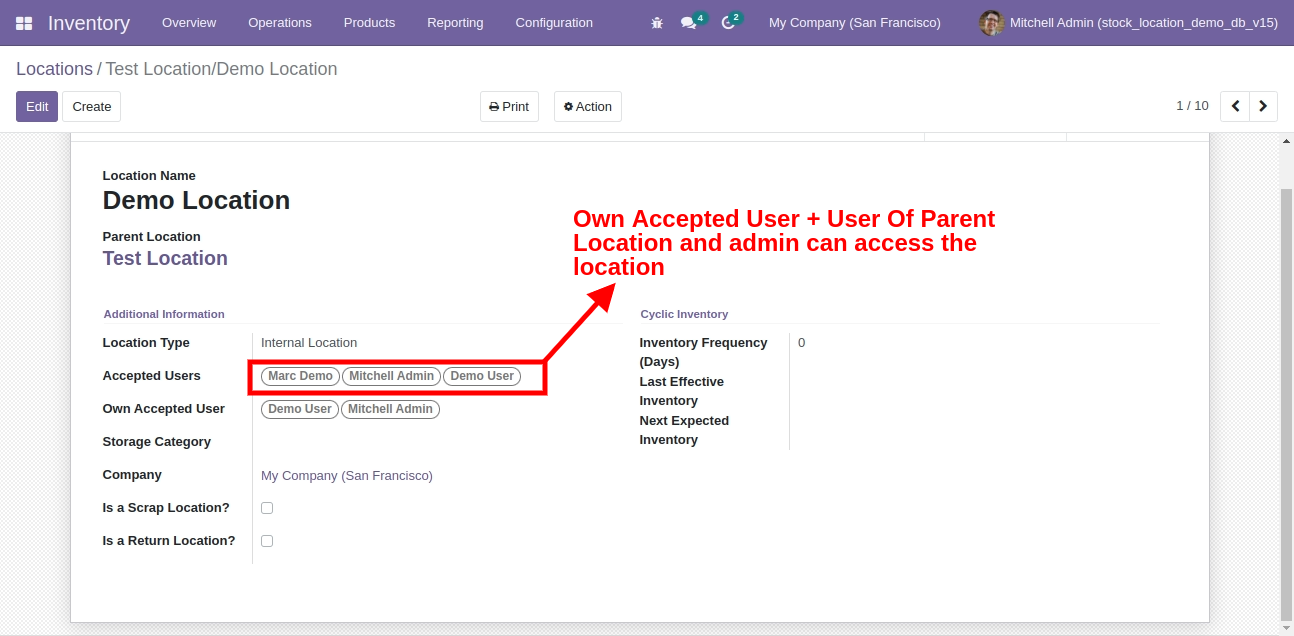 Inventory Overview Operations Products Reporting Configuration 4 2 My Company (San Francisco) Mitchell Admin (stock_location_demo_db_v15)
Locations / Test Location/Demo Location
Edit Create Print Action 1 / 10
Location Name
Demo Location
Parent Location
Test Location
Own Accepted User + User Of Parent
Location and admin can access the
location
Additional Information
Location Type Internal Location
Accepted Users Marc Demo Mitchell Admin Demo User
Own Accepted User Demo User Mitchell Admin
Storage Category
Company My Company (San Francisco)
Is a Scrap Location?
Is a Return Location?
Cyclic Inventory
Inventory Frequency 0
(Days)
Last Effective
Inventory
Next Expected
Inventory